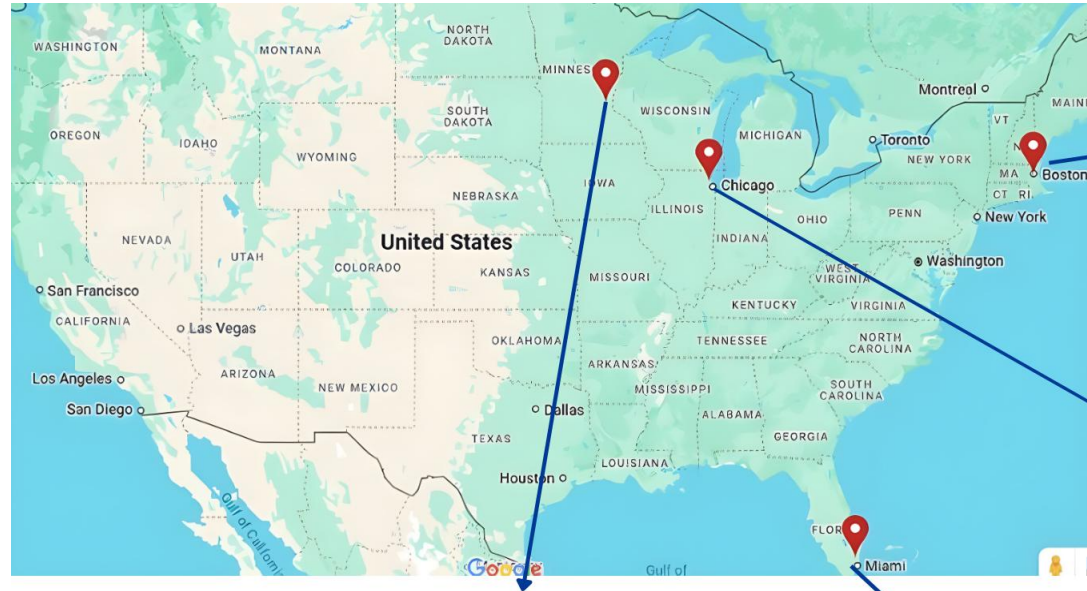 NORTH
DAKOTA
WASHINGTON
MONTANA
MINNES
Montreal
MAIN
SOUTH
DAKOTA
WISCONSIN
VT
OREGON
IDAHO
MICHIGAN
Toronto
N
WYOMING
NEW YORK
MA
Boston
IOWA
Chicago
NEBRASKA
CT RI
ILLINOIS
OHIO
PENN
New York
NEVADA
United States
INDIANA
UTAH
COLORADO
KANSAS
MISSOURI
WEST
VIRGINIA
Washington
San Francisco
KENTUCKY
VIRGINIA
CALIFORNIA
Las Vegas
OKLAHOMA
TENNESSEE
NORTH
CAROLINA
ARKANSAS
Los Angeles
ARIZONA
NEW MEXICO
MISSISSIPPI
SOUTH
CAROLINA
San Diego
Dallas
ALABAMA
TEXAS
GEORGIA
LOUISIANA
Houston
Gulf of California
FLOR
Google
Gulf of
Miami